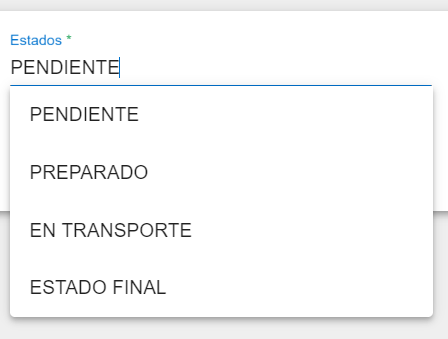 Estados *
PENDIENTE
PENDIENTE
PREPARADO
EN TRANSPORTE
ESTADO FINAL